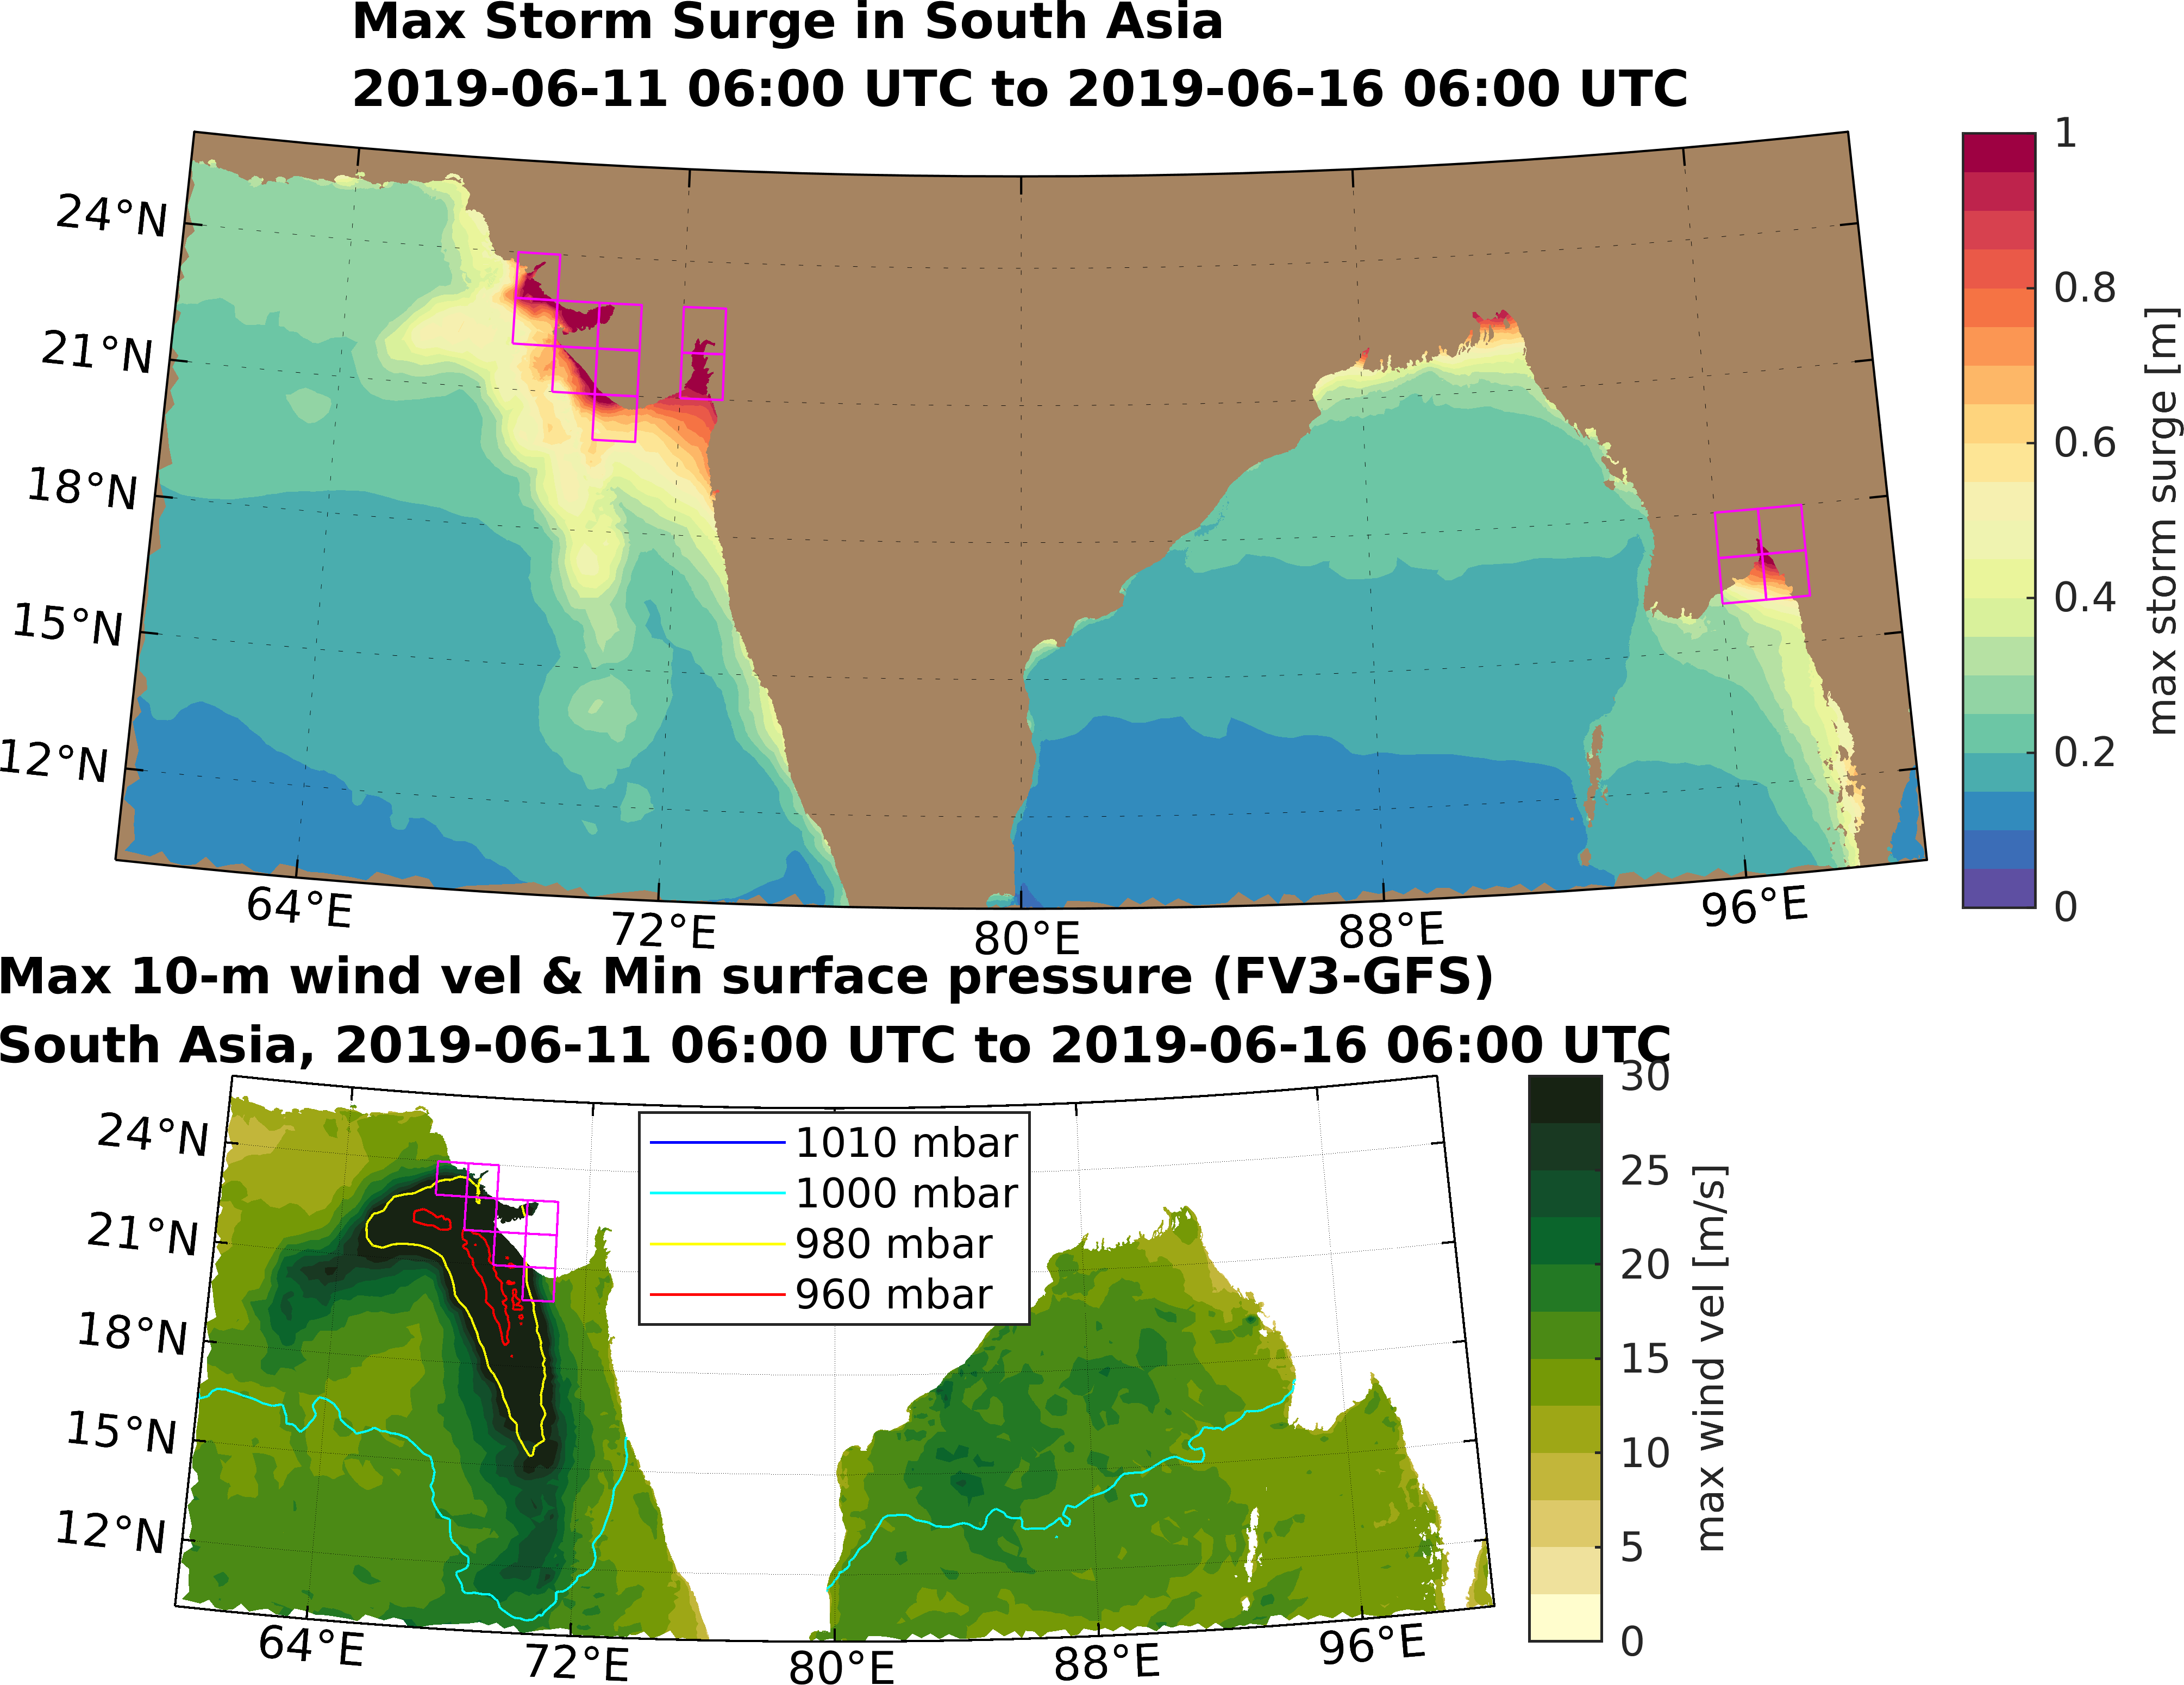 Max Storm Surge in South Asia
2019-06-11 06:00 UTC to 2019-06-16 06:00 UTC
24°N
21°N
18°N
15°N
12°N
64°E
72°E
80°E
88°E
96°E
1
0.8
0.6
0.4
0.2
0
max storm surge [m]
Max 10-m wind vel & Min surface pressure (FV3-GFS)
South Asia, 2019-06-11 06:00 UTC to 2019-06-16 06:00 UTC
24°N
21°N
18°N
15°N
12°N
1010 mbar
1000 mbar
980 mbar
960 mbar
64°E
72°E
80°E
88°E
96°E
30
25
20
15
10
5
0
max wind vel [m/s]